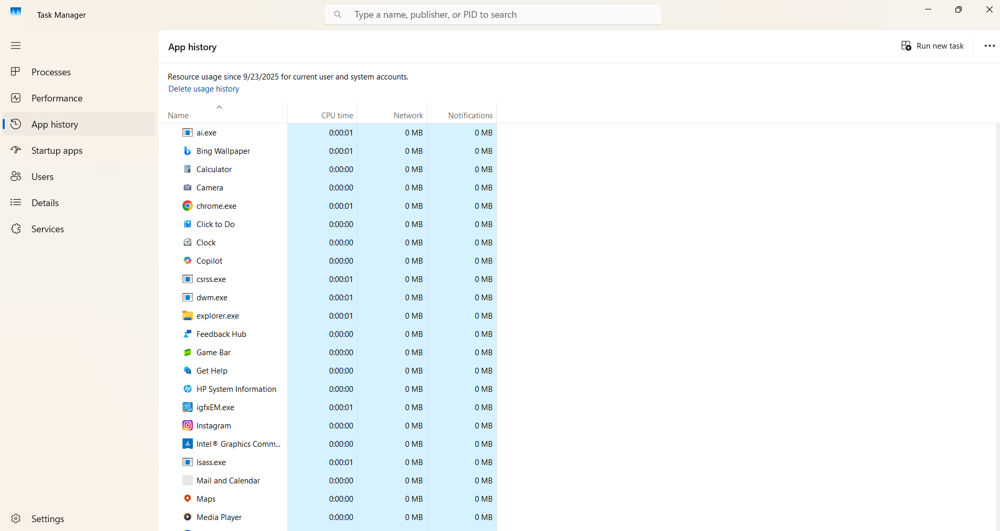 Task Manager
Type a name, publisher, or PID to search
App history
Run new task
Processes
Performance
App history
Startup apps
Users
Details
Services
Settings
Resource usage since 9/23/2025 for current user and system accounts.
Delete usage history
Name CPU time Network Notifications
ai.exe 0:00:01 0 MB 0 MB
Bing Wallpaper 0:00:01 0 MB 0 MB
Calculator 0:00:00 0 MB 0 MB
Camera 0:00:00 0 MB 0 MB
chrome.exe 0:00:01 0 MB 0 MB
Click to Do 0:00:00 0 MB 0 MB
Clock 0:00:00 0 MB 0 MB
Copilot 0:00:00 0 MB 0 MB
csrss.exe 0:00:01 0 MB 0 MB
dwm.exe 0:00:01 0 MB 0 MB
explorer.exe 0:00:01 0 MB 0 MB
Feedback Hub 0:00:00 0 MB 0 MB
Game Bar 0:00:00 0 MB 0 MB
Get Help 0:00:00 0 MB 0 MB
HP System Information 0:00:00 0 MB 0 MB
igfxEM.exe 0:00:01 0 MB 0 MB
Instagram 0:00:00 0 MB 0 MB
Intel® Graphics Comm... 0:00:00 0 MB 0 MB
lsass.exe 0:00:01 0 MB 0 MB
Mail and Calendar 0:00:00 0 MB 0 MB
Maps 0:00:00 0 MB 0 MB
Media Player 0:00:00 0 MB 0 MB